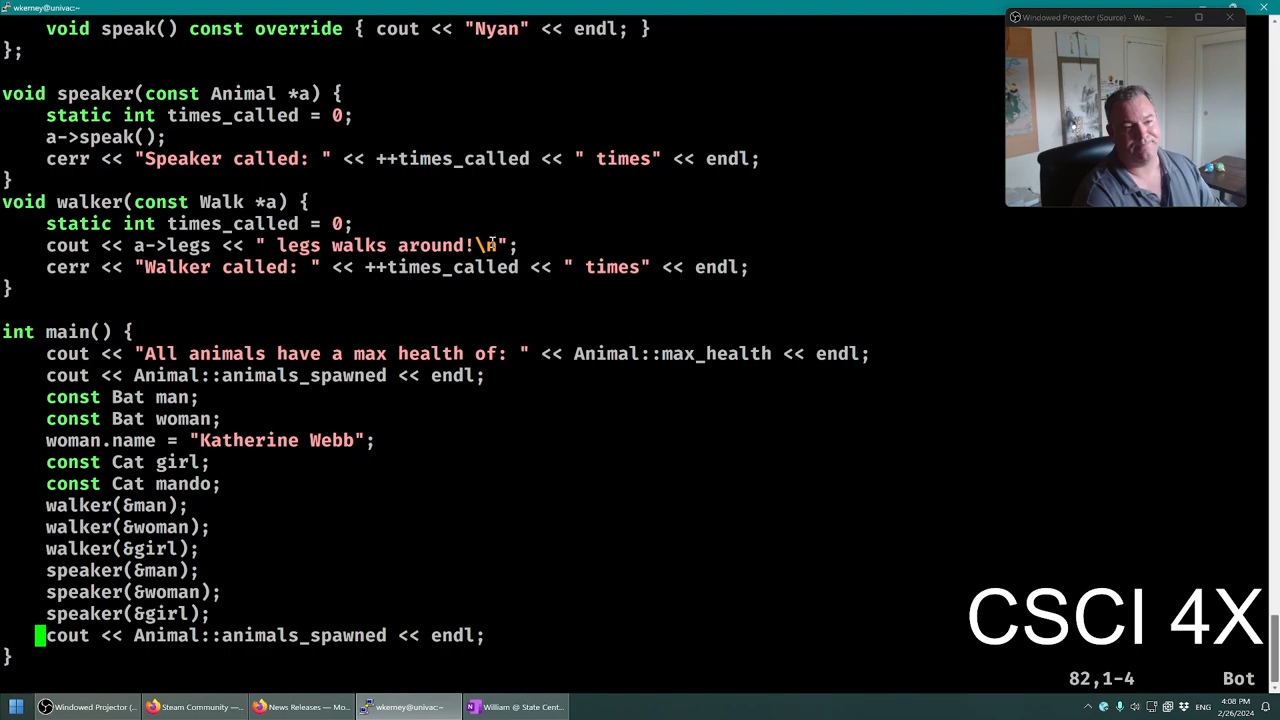 wkerney@univac:~
Windowed Projector (Source) - We...
    void speak() const override { cout << "Nyan" << endl; }
};
void speaker(const Animal *a) {
    static int times_called = 0;
    a->speak();
    cerr << "Speaker called: " << ++times_called << " times" << endl;
}
void walker(const Walk *a) {
    static int times_called = 0;
    cout << a->legs << " legs walks around!\n";
    cerr << "Walker called: " << ++times_called << " times" << endl;
}
int main() {
    cout << "All animals have a max health of: " << Animal::max_health << endl;
    cout << Animal::animals_spawned << endl;
    const Bat man;
    const Bat woman;
    woman.name = "Katherine Webb";
    const Cat girl;
    const Cat mando;
    walker(&man);
    walker(&woman);
    walker(&girl);
    speaker(&man);
    speaker(&woman);
    speaker(&girl);
    cout << Animal::animals_spawned << endl;
}
CSCI 4X
82,1-4 Bot
Windowed Projector (...
Steam Community —...
News Releases — Mo...
wkerney@univac:~
William @ State Cent...
4:08 PM
2/26/2024